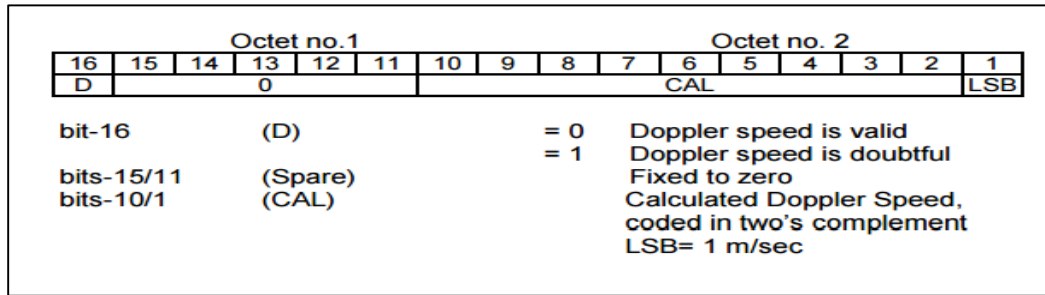 Octet no.1 Octet no. 2
16 15 14 13 12 11 10 9 8 7 6 5 4 3 2 1
D 0 CAL LSB
bit-16 (D) = 0 Doppler speed is valid
= 1 Doppler speed is doubtful
bits-15/11 (Spare) Fixed to zero
bits-10/1 (CAL) Calculated Doppler Speed,
coded in two's complement
LSB= 1 m/sec